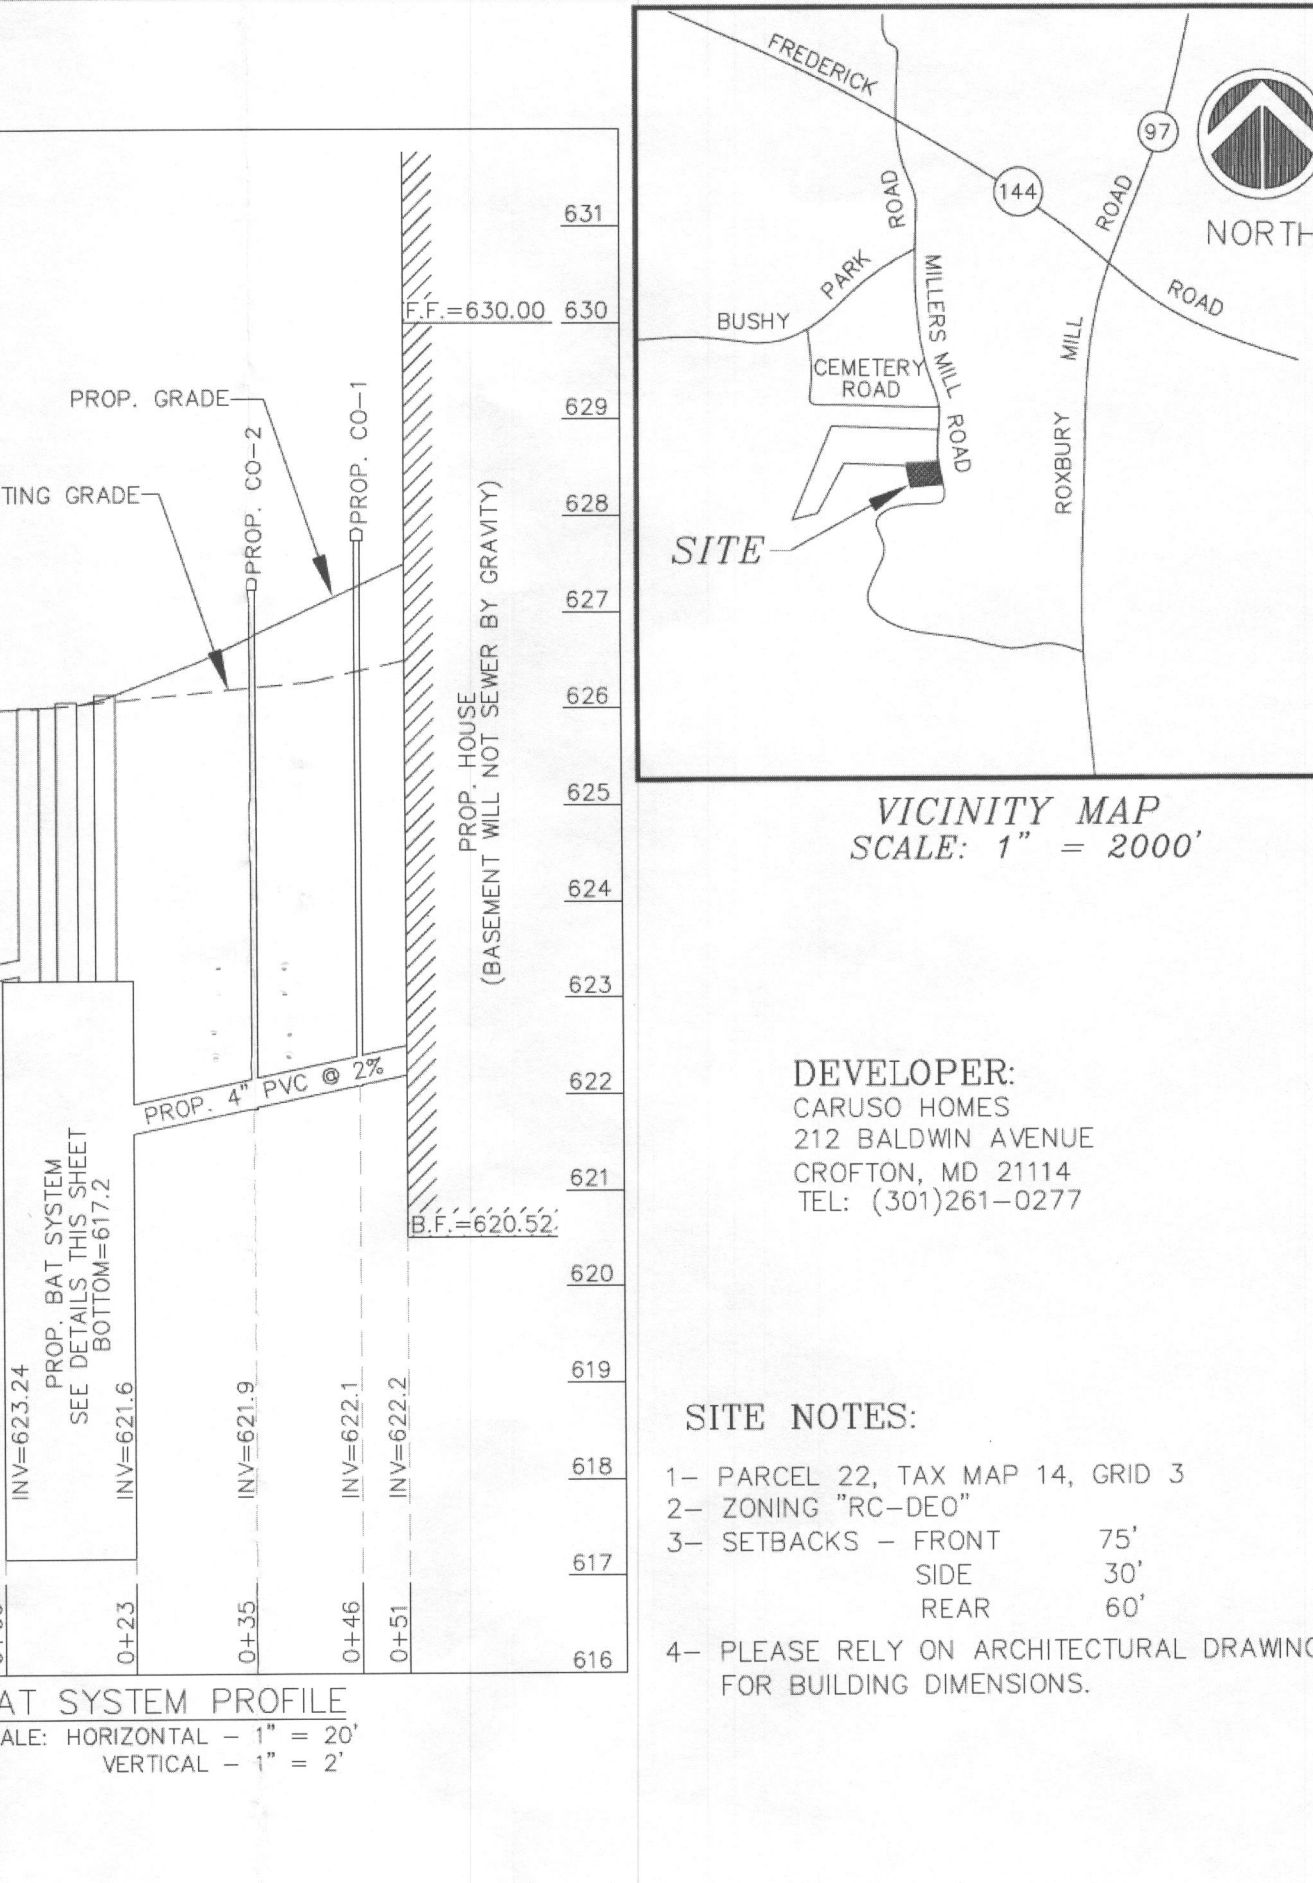 631
F.F.=630.00 630
PROP. GRADE
629
PROP. CO-2
PROP. CO-1
TING GRADE
628
627
626
625
624
623
622
621
620
619
618
617
616
PROP. HOUSE
(BASEMENT WILL NOT SEWER BY GRAVITY)
PROP. 4" PVC @ 2%
B.F.=620.52
PROP. BAT SYSTEM
SEE DETAILS THIS SHEET
BOTTOM=617.2
INV=623.24
INV=621.6
INV=621.9
INV=622.1
INV=622.2
0+23
0+35
0+46
0+51
AT SYSTEM PROFILE
ALE: HORIZONTAL - 1" = 20'
VERTICAL - 1" = 2'
FREDERICK
144
ROAD
97
NORTH
ROAD
MILL
ROXBURY
ROAD
MILLERS MILL ROAD
BUSHY
PARK
CEMETERY
ROAD
SITE
VICINITY MAP
SCALE: 1" = 2000'
DEVELOPER:
CARUSO HOMES
212 BALDWIN AVENUE
CROFTON, MD 21114
TEL: (301)261-0277
SITE NOTES:
1- PARCEL 22, TAX MAP 14, GRID 3
2- ZONING "RC-DEO"
3- SETBACKS - FRONT 75'
SIDE 30'
REAR 60'
4- PLEASE RELY ON ARCHITECTURAL DRAWING
FOR BUILDING DIMENSIONS.